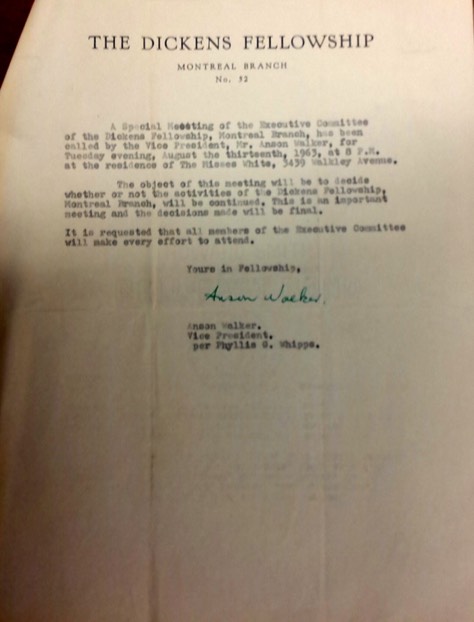 THE DICKENS FELLOWSHIP
MONTREAL BRANCH
No. 32
A Special Meeting of the Executive Committee
of the Dickens Fellowship, Montreal Branch, has been
called by the Vice President, Mr. Anson Walker, for
Tuesday evening, August the thirteenth, 1963, at 8 P.M.
at the residence of The Misses White, 3439 Walkley Avenue.
The object of this meeting will be to decide
whether or not the activities of the Dickens Fellowship,
Montreal Branch, will be continued. This is an important
meeting and the decisions made will be final.
It is requested that all members of the Executive Committee
will make every effort to attend.
Yours in Fellowship,
Anson Walker.
Anson Walker.
Vice President.
per Phyllis G. Whipps.